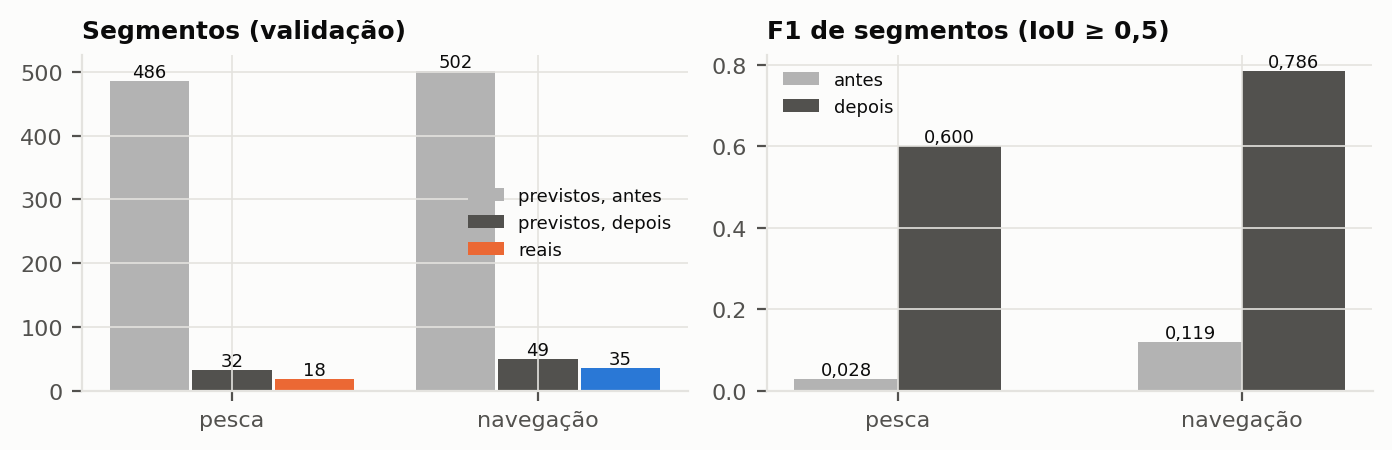 Segmentos (validação)
500
400
300
200
100
0
486
32
18
502
49
35
previstos, antes
previstos, depois
reais
pesca
navegação
F1 de segmentos (IoU ≥ 0,5)
0.8
0.6
0.4
0.2
0.0
antes
depois
0,028
0,600
0,119
0,786
pesca
navegação